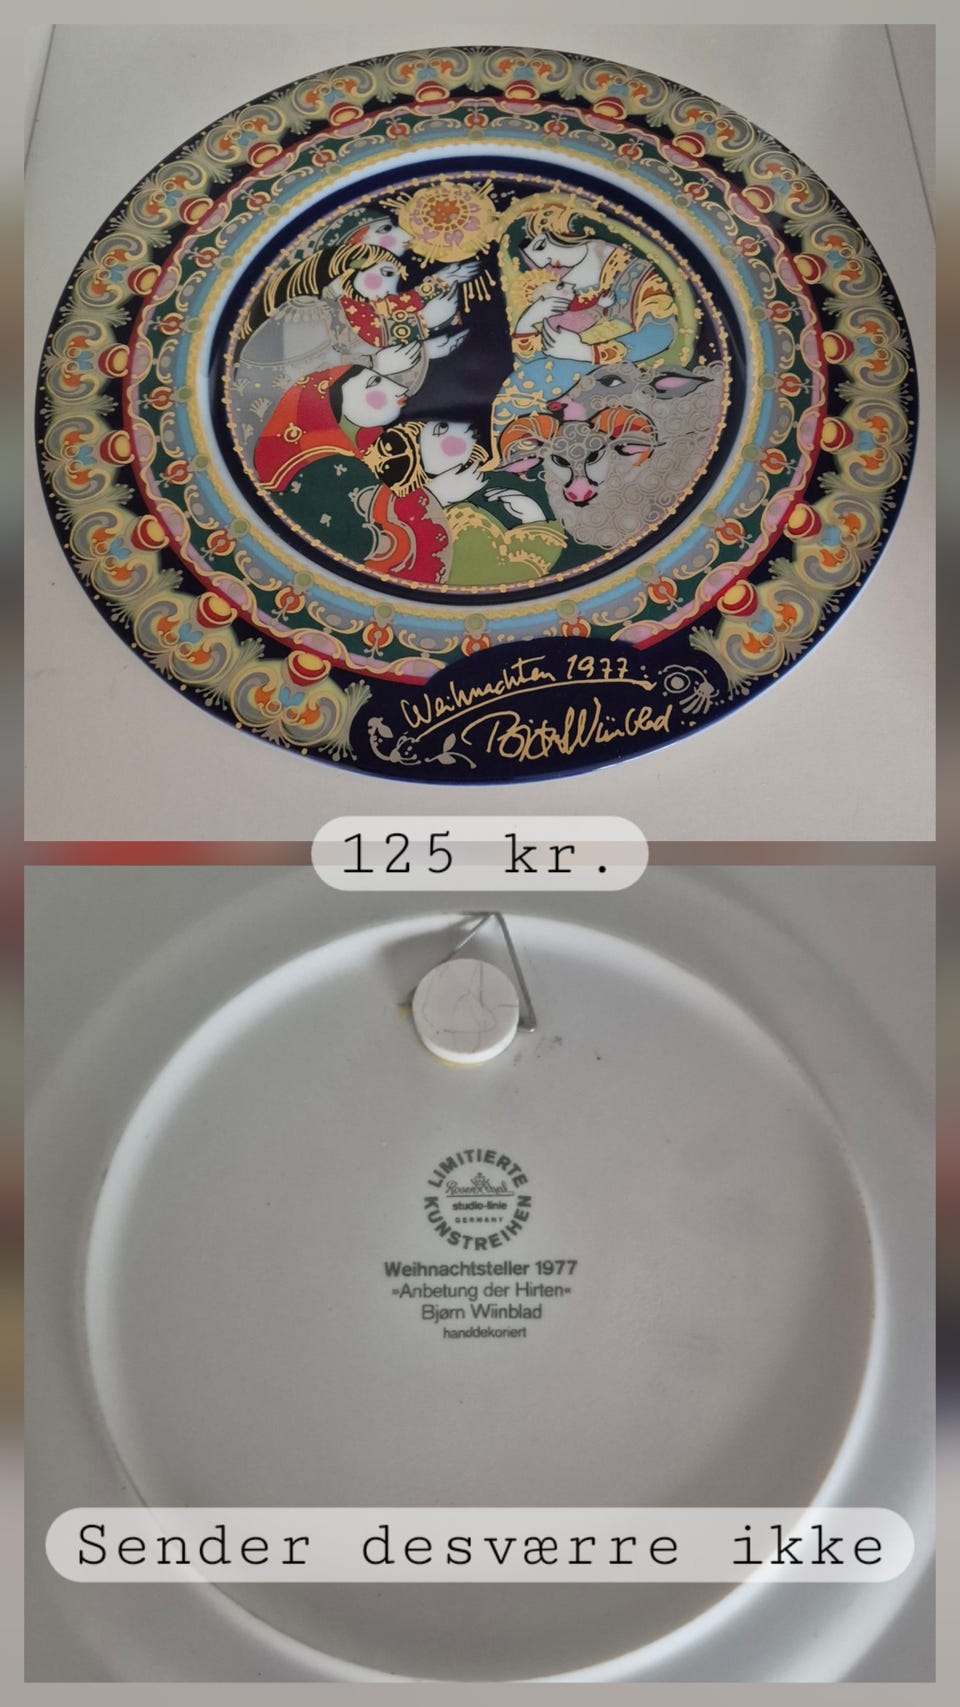 Weihnachten 1977
Bjørn Wiinblad
125 kr.
LIMITIERTE
Rosenthal
studio-linie
GERMANY
KUNSTREIHEN
Weihnachtsteller 1977
»Anbetung der Hirten«
Bjørn Wiinblad
handdekoriert
Sender desværre ikke